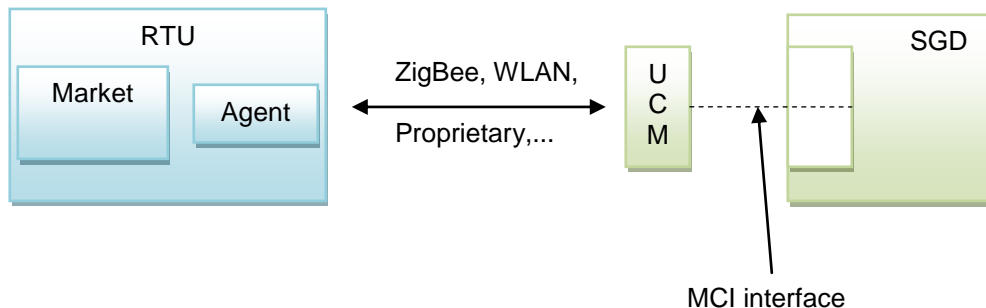 RTU
Market
Agent
ZigBee, WLAN,
Proprietary,...
U
C
M
SGD
MCI interface